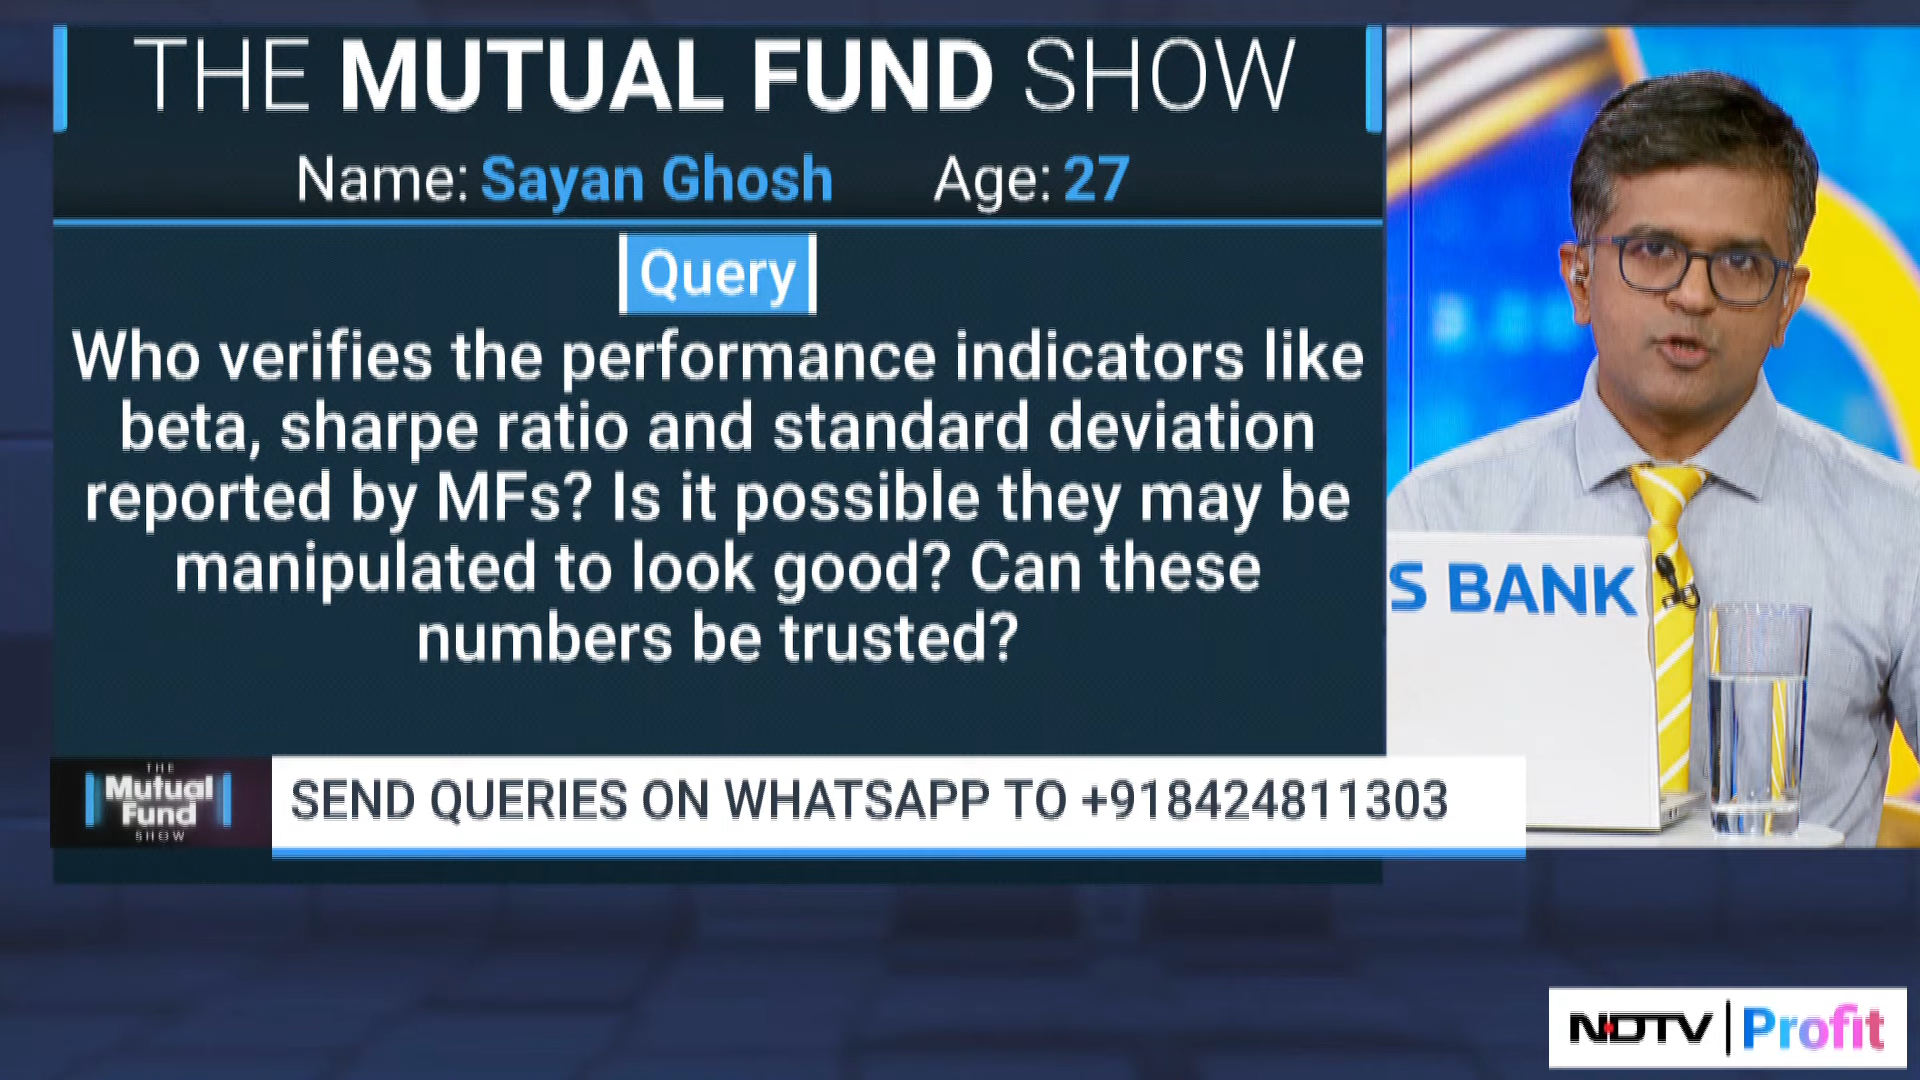 THE MUTUAL FUND SHOW
Name: Sayan Ghosh Age: 27
Query
Who verifies the performance indicators like
beta, sharpe ratio and standard deviation
reported by MFs? Is it possible they may be
manipulated to look good? Can these
numbers be trusted?
S BANK
THE
Mutual
Fund
SHOW
SEND QUERIES ON WHATSAPP TO +918424811303
NDTV Profit